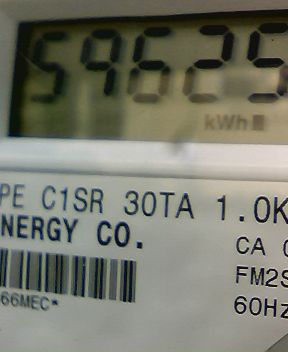 59625
kWh
PE C1SR 30TA 1.0K
NERGY CO.
CA
FM2S
66MEC*
60Hz